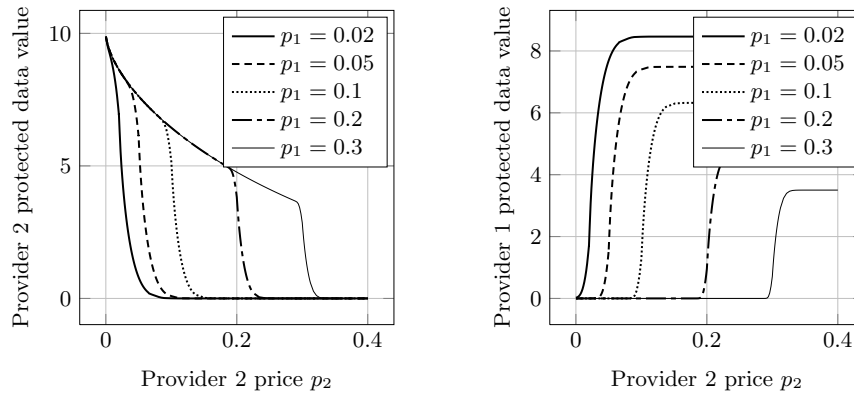 Provider 2 protected data value
10
5
0
0
0.2
0.4
Provider 2 price p₂
p₁ = 0.02
p₁ = 0.05
p₁ = 0.1
p₁ = 0.2
p₁ = 0.3
Provider 1 protected data value
8
6
4
2
0
0
0.2
0.4
Provider 2 price p₂
p₁ = 0.02
p₁ = 0.05
p₁ = 0.1
p₁ = 0.2
p₁ = 0.3